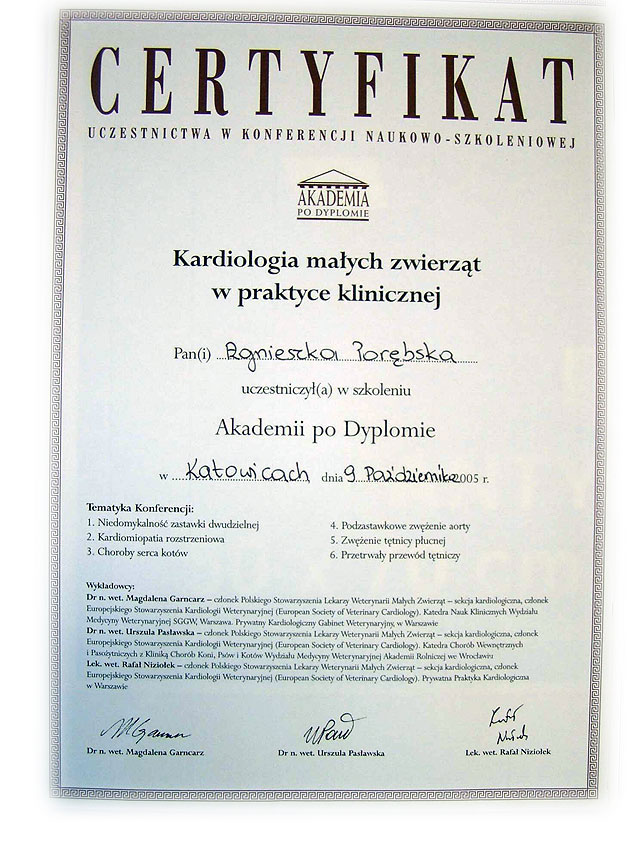 CERTYFIKAT
UCZESTNICTWA W KONFERENCJI NAUKOWO-SZKOLENIOWEJ
AKADEMIA
PO DYPLOMIE
Kardiologia małych zwierząt
w praktyce klinicznej
Pan(i) Agnieszka Porębska
uczestniczył(a) w szkoleniu
Akademii po Dyplomie
w Katowicach dnia 9 Października 2005 r.
Tematyka Konferencji:
1. Niedomykalność zastawki dwudzielnej
2. Kardiomiopatia rozstrzeniowa
3. Choroby serca kotów
4. Podzastawkowe zwężenie aorty
5. Zwężenie tętnicy płucnej
6. Przetrwały przewód tętniczy
Wykładowcy:
Dr n. wet. Magdalena Garncarz – członek Polskiego Stowarzyszenia Lekarzy Weterynarii Małych Zwierząt – sekcja kardiologiczna, członek
Europejskiego Stowarzyszenia Kardiologii Weterynaryjnej (European Society of Veterinary Cardiology). Katedra Nauk Klinicznych Wydziału
Medycyny Weterynaryjnej SGGW, Warszawa. Prywatny Kardiologiczny Gabinet Weterynaryjny, w Warszawie
Dr n. wet. Urszula Pasławska – członek Polskiego Stowarzyszenia Lekarzy Weterynarii Małych Zwierząt – sekcja kardiologiczna, członek
Europejskiego Stowarzyszenia Kardiologii Weterynaryjnej (European Society of Veterinary Cardiology). Katedra Chorób Wewnętrznych
i Pasożytniczych z Kliniką Chorób Koni, Psów i Kotów Wydziału Medycyny Weterynaryjnej Akademii Rolniczej we Wrocławiu
Lek. wet. Rafał Niziołek – członek Polskiego Stowarzyszenia Lekarzy Weterynarii Małych Zwierząt – sekcja kardiologiczna, członek
Europejskiego Stowarzyszenia Kardiologii Weterynaryjnej (European Society of Veterinary Cardiology). Prywatna Praktyka Kardiologiczna
w Warszawie
Dr n. wet. Magdalena Garncarz
Dr n. wet. Urszula Pasławska
Lek. wet. Rafał Niziołek